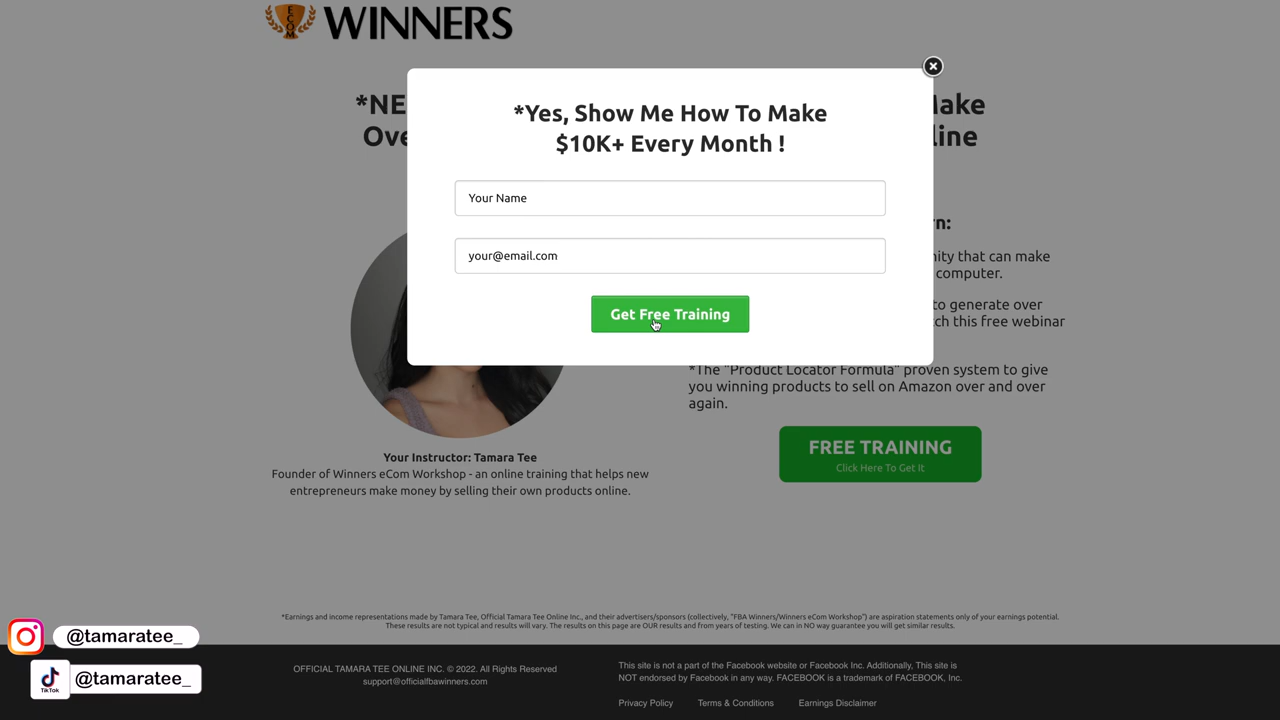 ECOM
WINNERS
*NE
Make
Ove
line
*Yes, Show Me How To Make
$10K+ Every Month !
Your Name
your@email.com
Get Free Training
n:
nity that can make
computer.
to generate over
ch this free webinar
*The "Product Locator Formula" proven system to give
you winning products to sell on Amazon over and over
again.
FREE TRAINING
Click Here To Get It
Your Instructor: Tamara Tee
Founder of Winners eCom Workshop - an online training that helps new
entrepreneurs make money by selling their own products online.
*Earnings and income representations made by Tamara Tee, Official Tamara Tee Online Inc., and their advertisers/sponsors (collectively, "FBA Winners/Winners eCom Workshop") are aspiration statements only of your earnings potential.
These results are not typical and results will vary. The results on this page are OUR results and from years of testing. We can in NO way guarantee you will get similar results.
@tamaratee_
TikTok
@tamaratee_
OFFICIAL TAMARA TEE ONLINE INC. © 2022. All Rights Reserved
support@officialfbawinners.com
This site is not a part of the Facebook website or Facebook Inc. Additionally, This site is
NOT endorsed by Facebook in any way. FACEBOOK is a trademark of FACEBOOK, Inc.
Privacy Policy
Terms & Conditions
Earnings Disclaimer